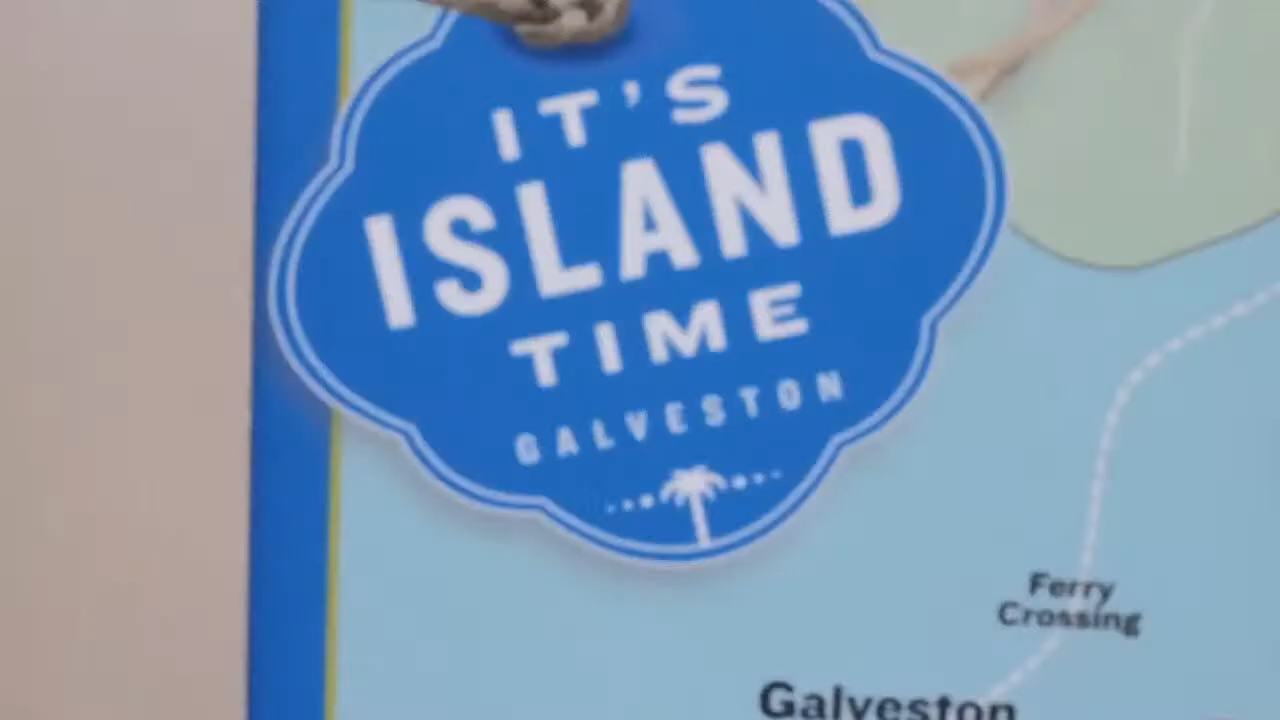 IT'S
ISLAND
TIME
GALVESTON
Ferry
Crossing
Galveston